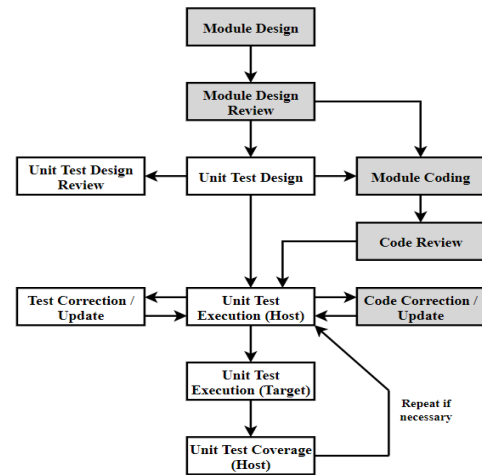 Module Design
Module Design
Review
Unit Test Design
Review
Unit Test Design
Module Coding
Code Review
Test Correction /
Update
Unit Test
Execution (Host)
Code Correction /
Update
Unit Test
Execution (Target)
Repeat if
necessary
Unit Test Coverage
(Host)